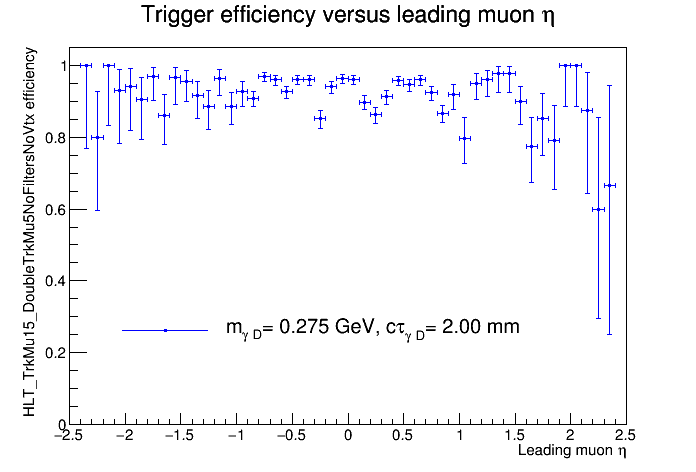 Trigger efficiency versus leading muon η
HLT_TrkMu15_DoubleTrkMu5NoFiltersNoVtx efficiency
1
0.8
0.6
0.4
0.2
0
mγ D= 0.275 GeV, cτγ D= 2.00 mm
−2.5 −2 −1.5 −1 −0.5 0 0.5 1 1.5 2 2.5
Leading muon η